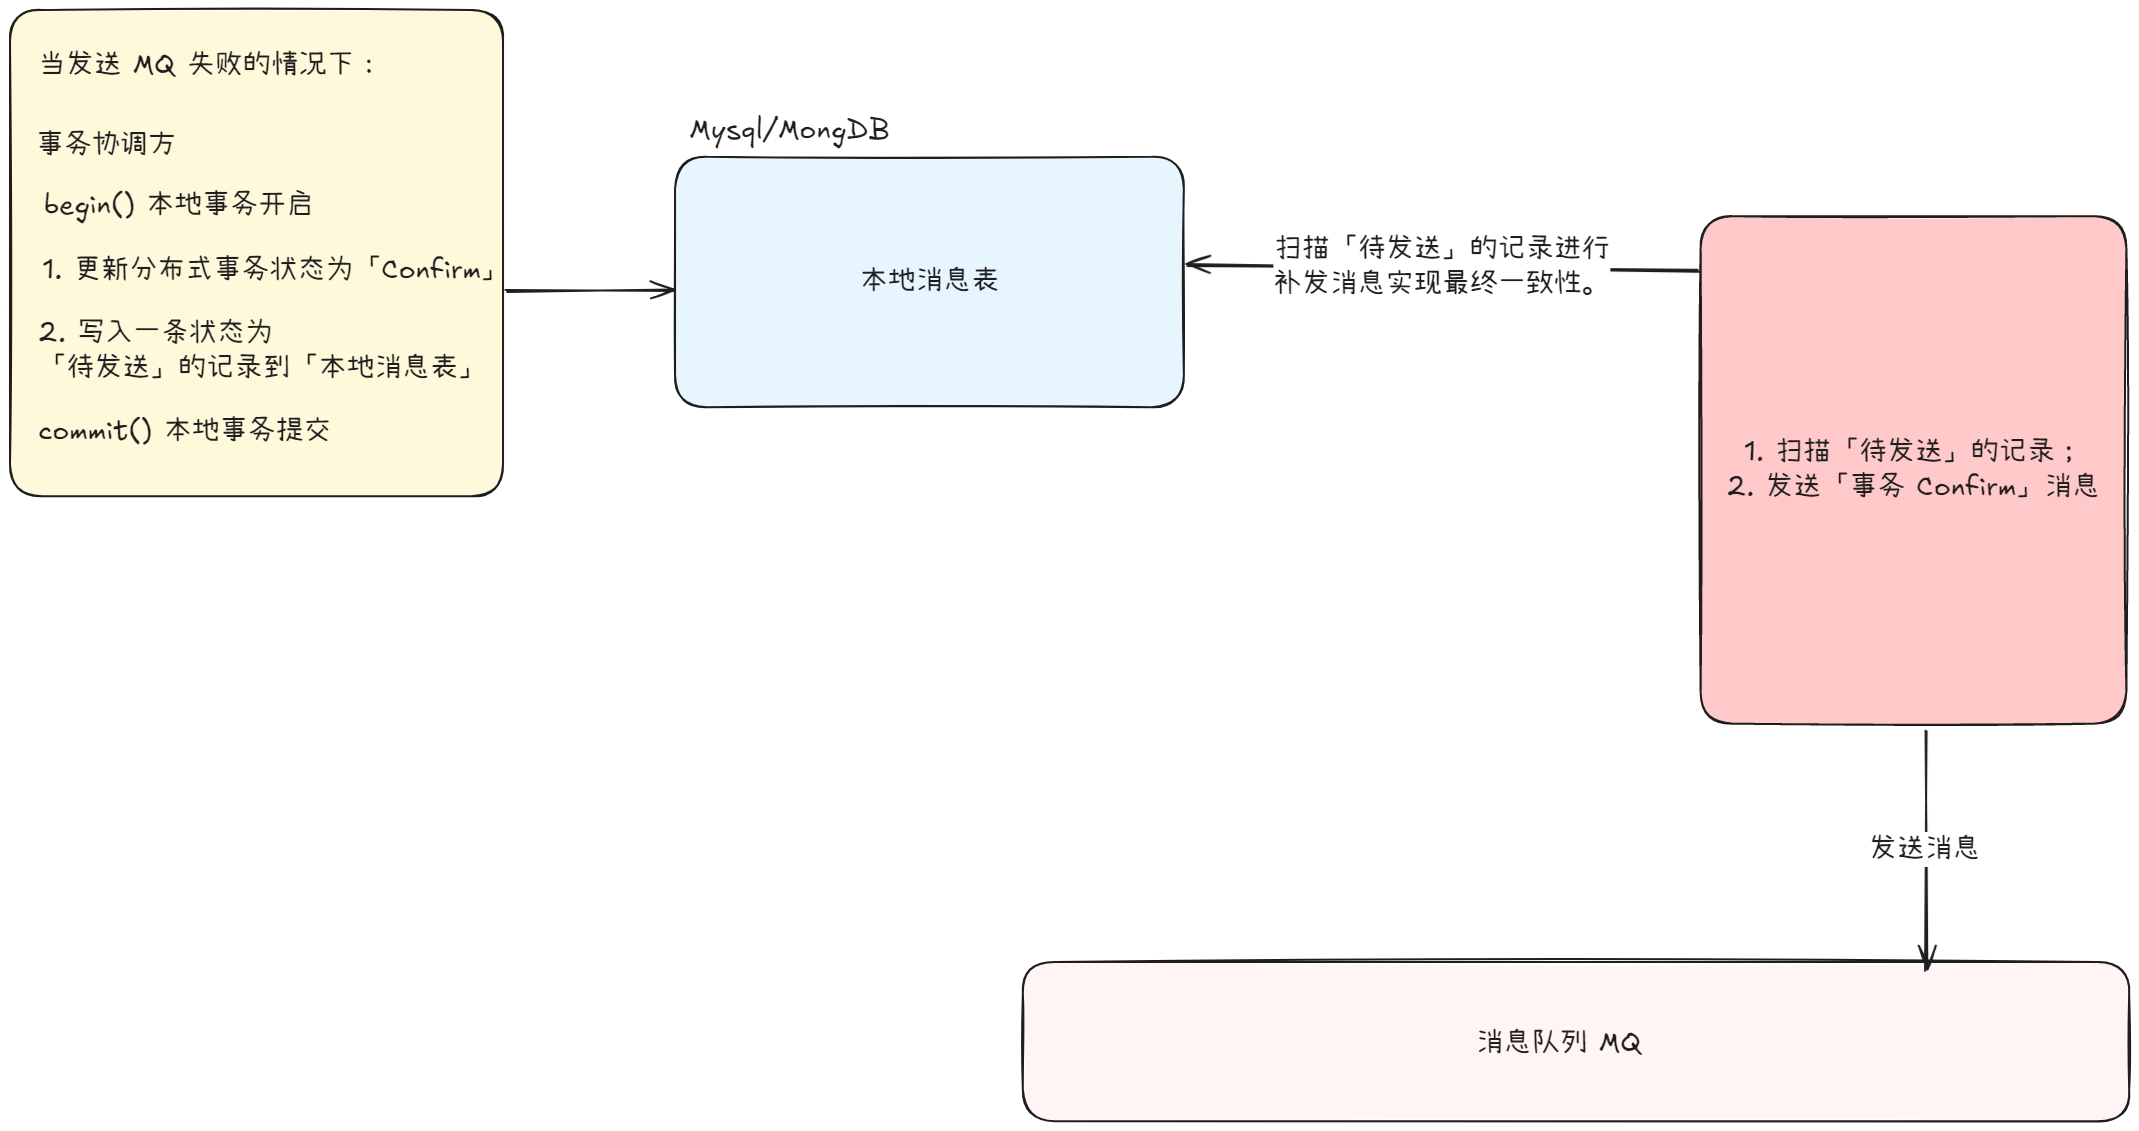 当发送 MQ 失败的情况下：
事务协调方
begin() 本地事务开启
1. 更新分布式事务状态为「Confirm」
2. 写入一条状态为
「待发送」的记录到「本地消息表」
commit() 本地事务提交
Mysql/MongDB
本地消息表
扫描「待发送」的记录进行
补发消息实现最终一致性。
1. 扫描「待发送」的记录；
2. 发送「事务 Confirm」消息
发送消息
消息队列 MQ